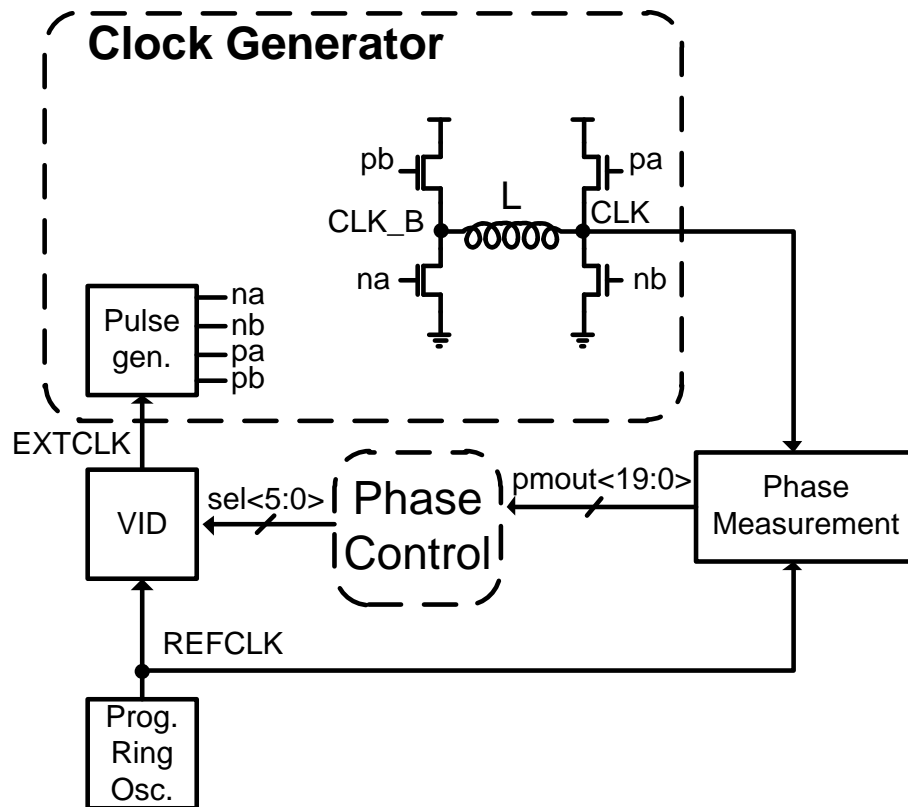 Clock Generator
pb
pa
L
CLK_B
CLK
na
nb
Pulse
gen.
na
nb
pa
pb
EXTCLK
VID
sel<5:0>
Phase
Control
pmout<19:0>
Phase
Measurement
REFCLK
Prog.
Ring
Osc.